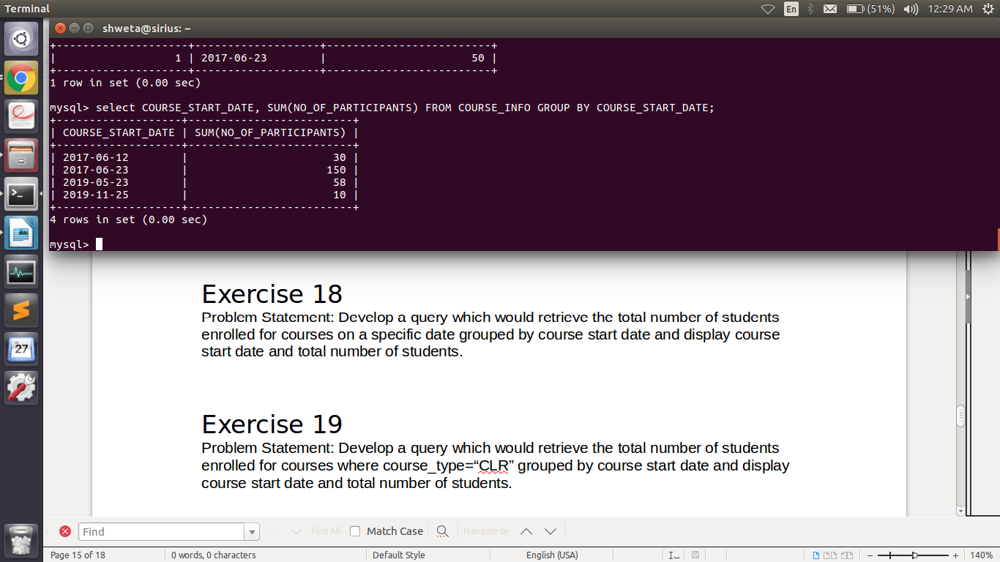 Terminal
En
(51%)
12:29 AM
shweta@sirius: ~
+--------------------+-------------------+-------------------------+
|                  1 | 2017-06-23        |                      50 |
+--------------------+-------------------+-------------------------+
1 row in set (0.00 sec)
mysql> select COURSE_START_DATE, SUM(NO_OF_PARTICIPANTS) FROM COURSE_INFO GROUP BY COURSE_START_DATE;
+-------------------+-------------------------+
| COURSE_START_DATE | SUM(NO_OF_PARTICIPANTS) |
+-------------------+-------------------------+
| 2017-06-12        |                      30 |
| 2017-06-23        |                     150 |
| 2019-05-23        |                      58 |
| 2019-11-25        |                      10 |
+-------------------+-------------------------+
4 rows in set (0.00 sec)
mysql>
27
Exercise 18
Problem Statement: Develop a query which would retrieve the total number of students
enrolled for courses on a specific date grouped by course start date and display course
start date and total number of students.
Exercise 19
Problem Statement: Develop a query which would retrieve the total number of students
enrolled for courses where course_type=“CLR” grouped by course start date and display
course start date and total number of students.
Find
Find All
Match Case
Navigate by
Page 15 of 18
0 words, 0 characters
Default Style
English (USA)
140%